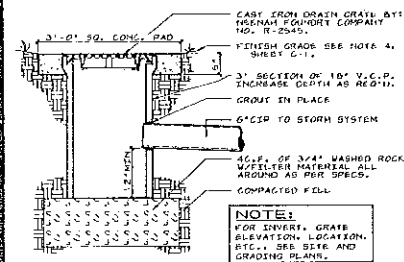 3'-0" SQ. CONC. PAD
CAST IRON DRAIN GRATE BY:
NEENAH FOUNDRY COMPANY
NO. R-2545.
FINISH GRADE SEE NOTE 4,
SHEET C-1.
6"
3' SECTION OF 18" V.C.P.
INCREASE DEPTH AS REQ'D.
GROUT IN PLACE
6" CIP TO STORM SYSTEM
2" MIN
4C.F. OF 3/4" WASHED ROCK
W/FILTER MATERIAL ALL
AROUND AS PER SPECS.
COMPACTED FILL
NOTE:
FOR INVERT, GRATE
ELEVATION, LOCATION,
ETC., SEE SITE AND
GRADING PLANS.